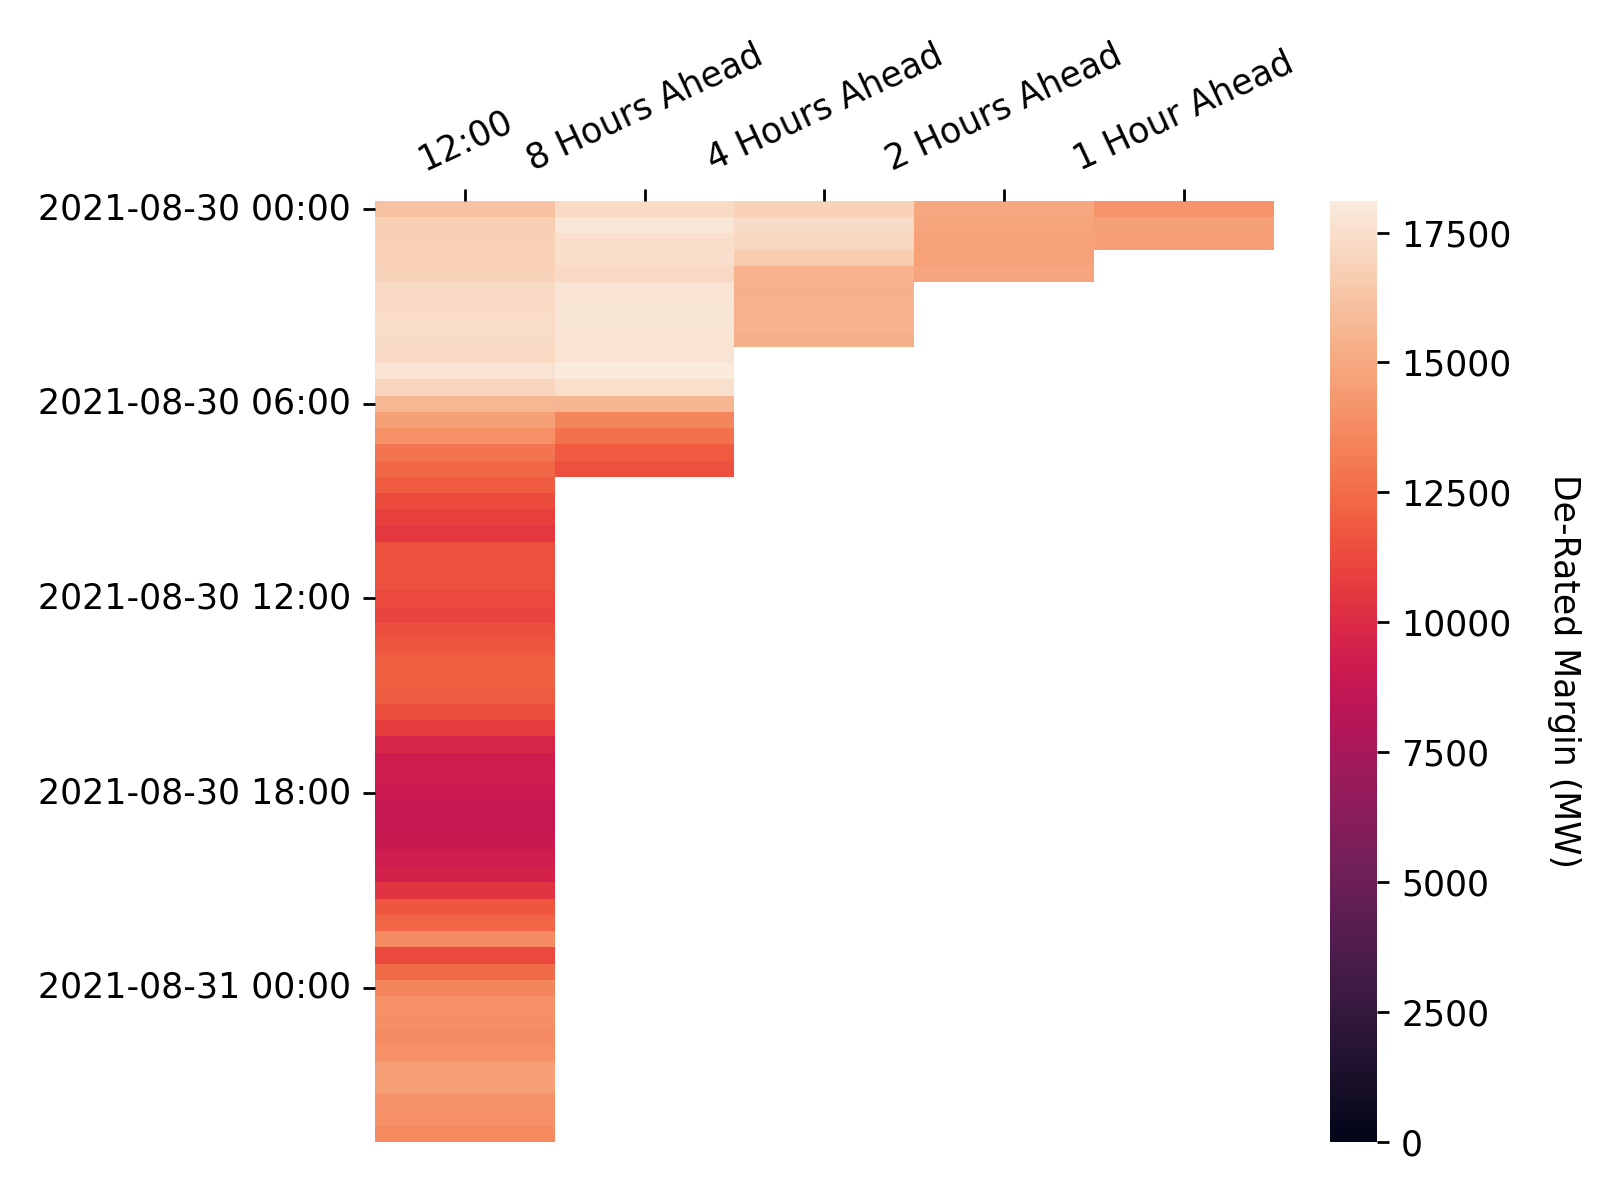 12:00
8 Hours Ahead
4 Hours Ahead
2 Hours Ahead
1 Hour Ahead
2021-08-30 00:00
2021-08-30 06:00
2021-08-30 12:00
2021-08-30 18:00
2021-08-31 00:00
17500
15000
12500
10000
7500
5000
2500
0
De-Rated Margin (MW)